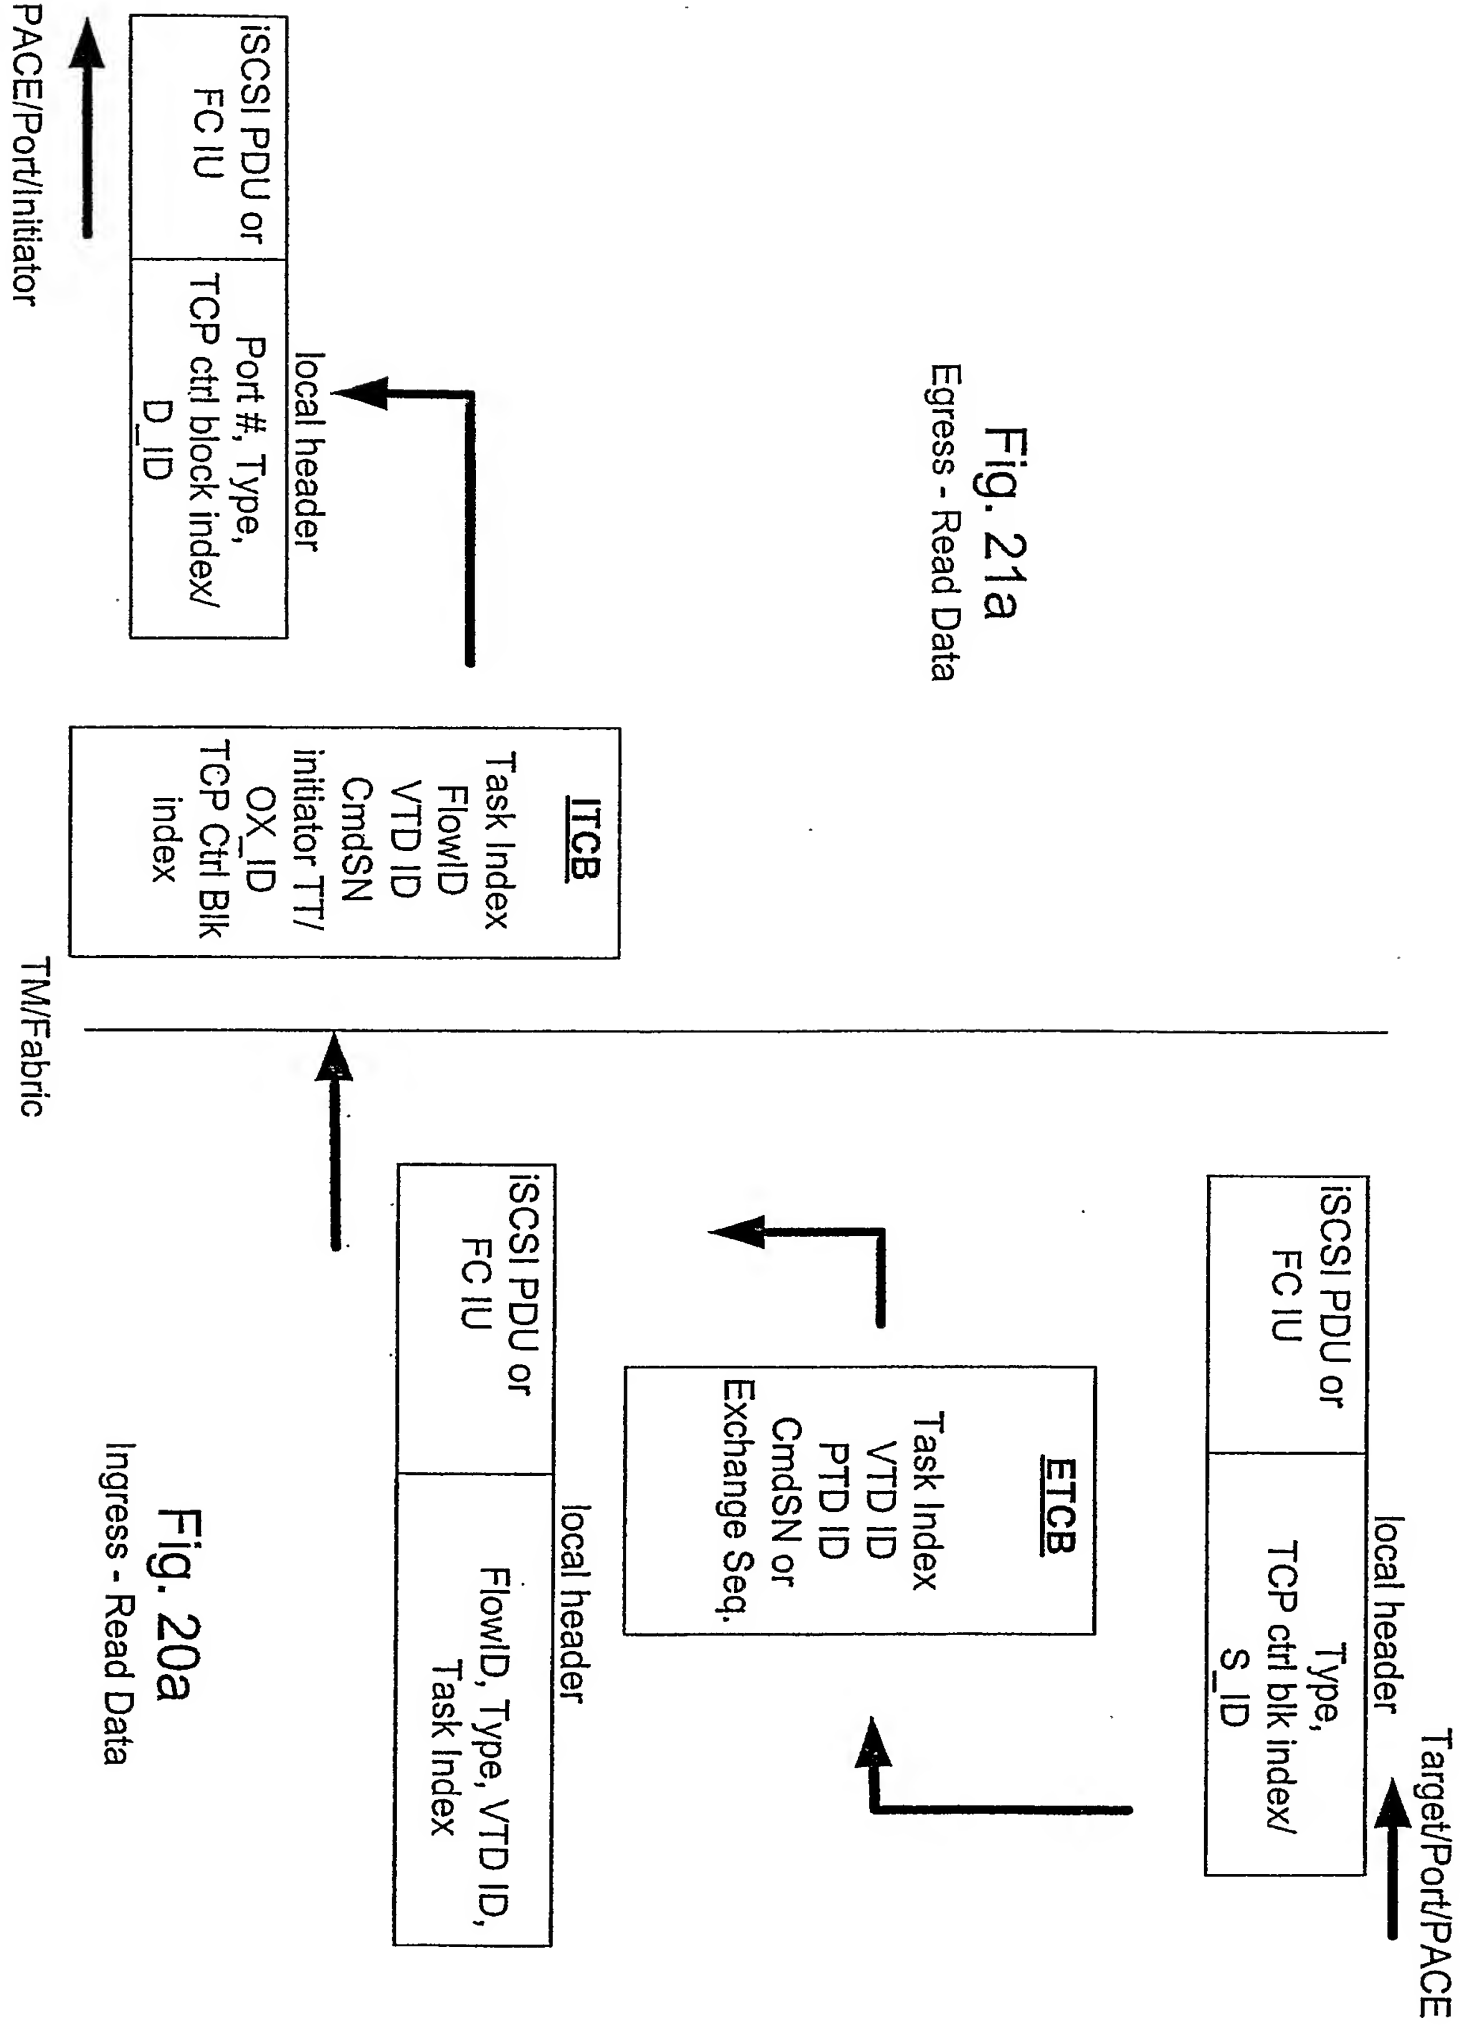 Target/Port/PACE
local header
iSCSI PDU or
FC IU
Type,
TCP ctrl blk index/
S_ID
ETCB
Task Index
VTD ID
PTD ID
CmdSN or
Exchange Seq.
local header
iSCSI PDU or
FC IU
FlowID, Type, VTD ID,
Task Index
Fig. 20a
Ingress - Read Data
TM/Fabric
Fig. 21a
Egress - Read Data
ITCB
Task Index
FlowID
VTD ID
CmdSN
initiator TT/
OX_ID
TCP Ctrl Blk
index
local header
iSCSI PDU or
FC IU
Port #, Type,
TCP ctrl block index/
D_ID
PACE/Port/Initiator